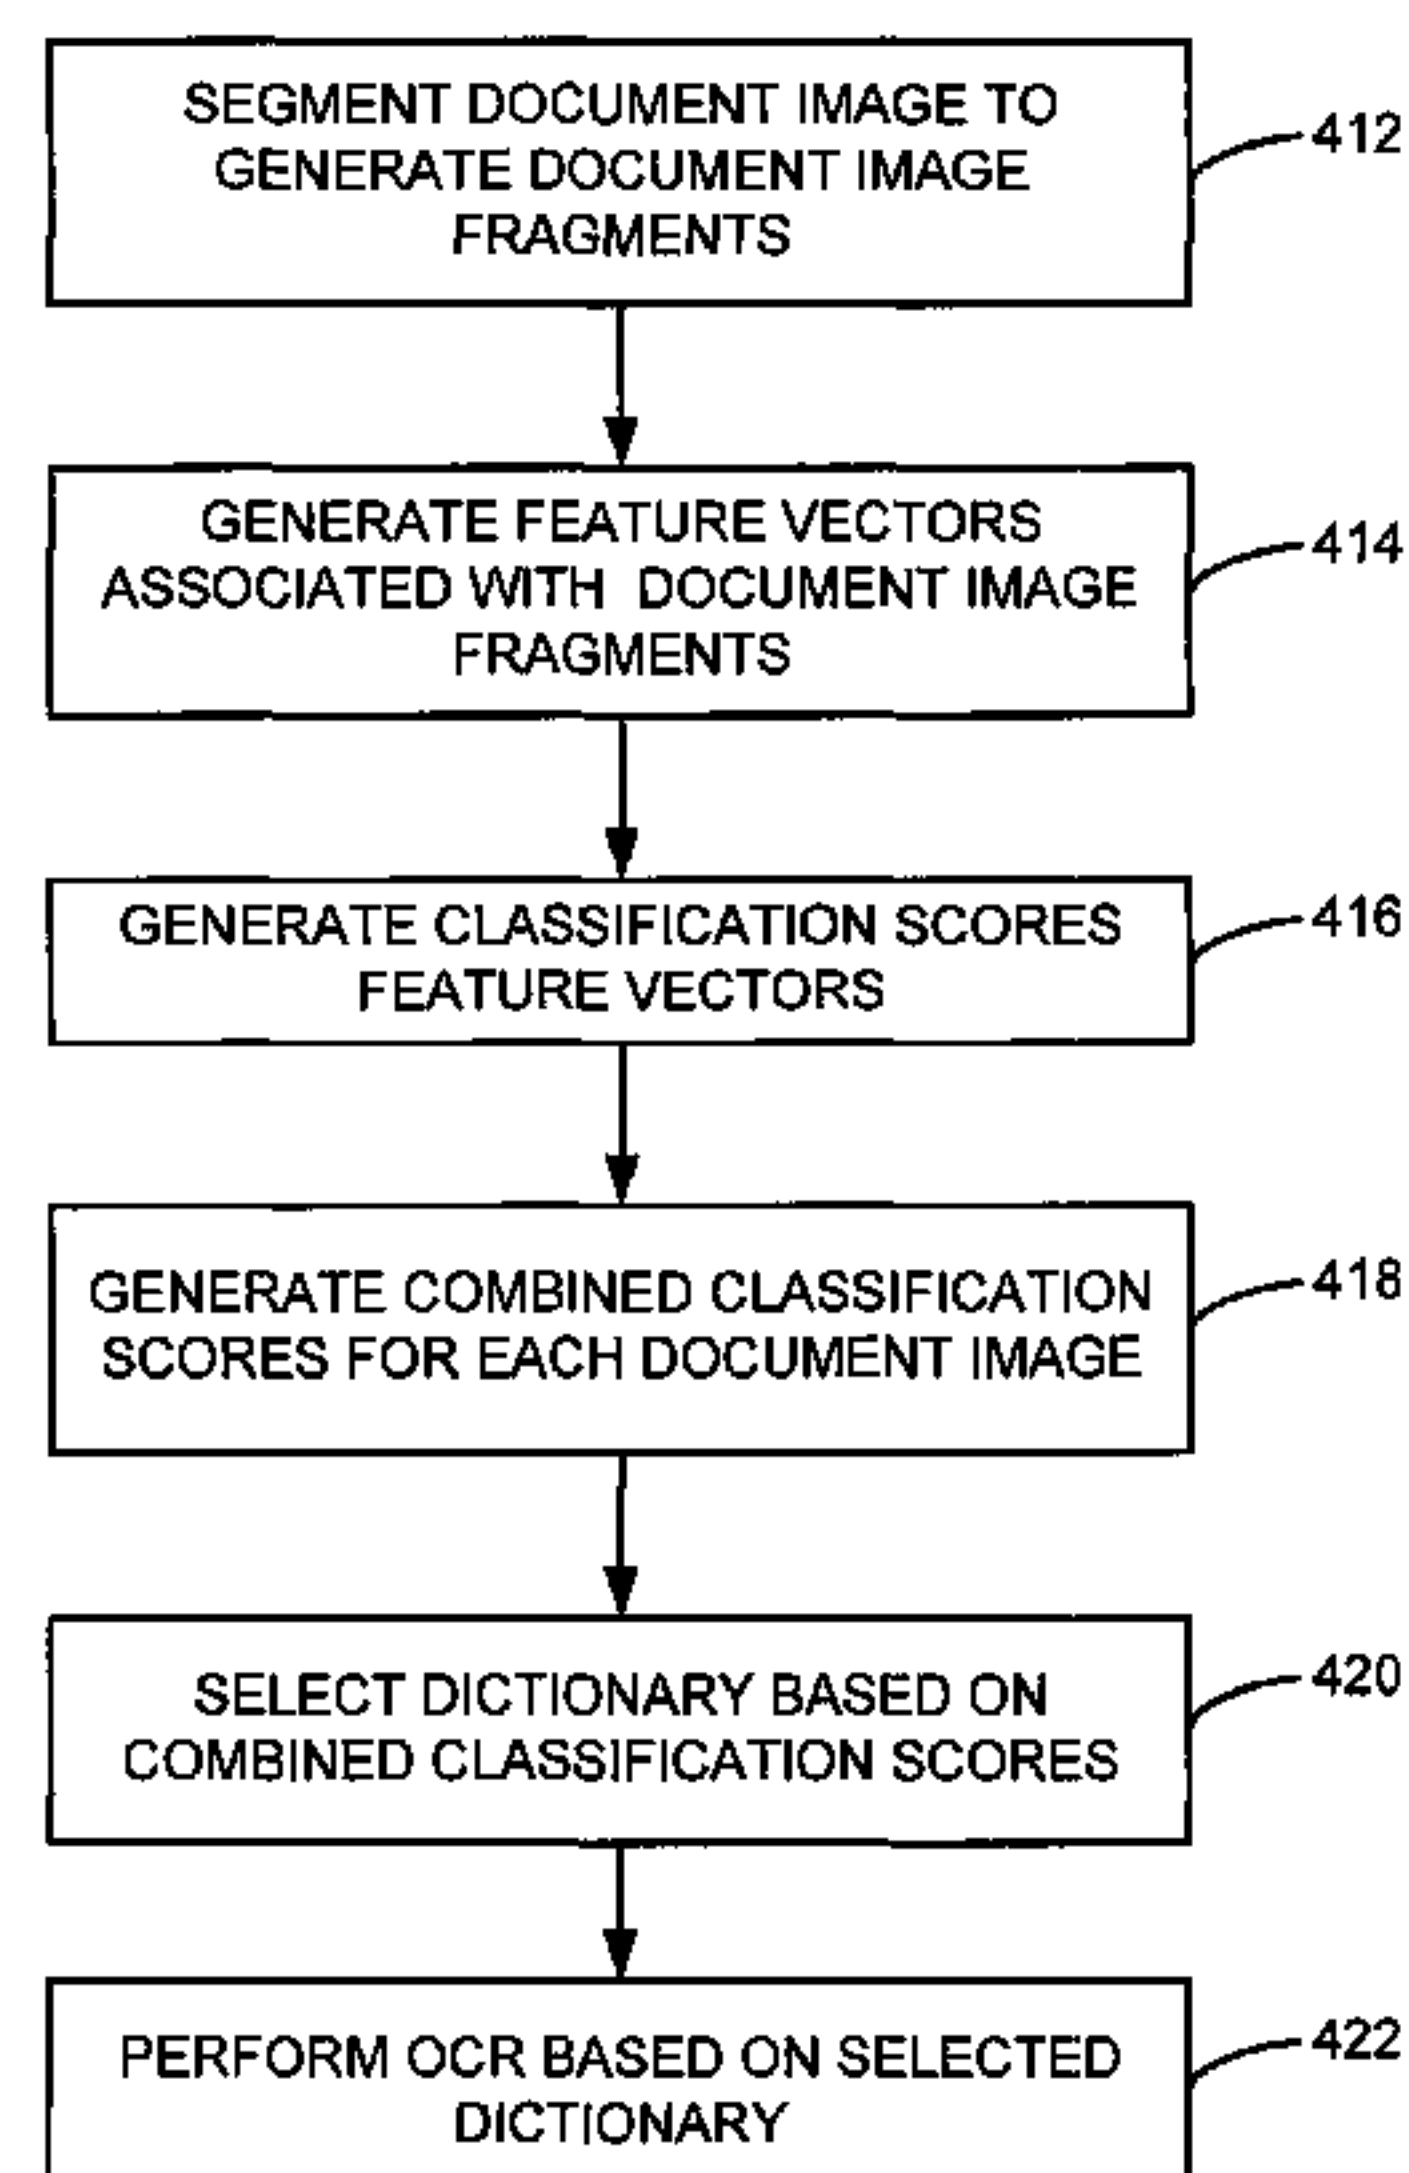 SEGMENT DOCUMENT IMAGE TO
GENERATE DOCUMENT IMAGE
FRAGMENTS
412
GENERATE FEATURE VECTORS
ASSOCIATED WITH DOCUMENT IMAGE
FRAGMENTS
414
GENERATE CLASSIFICATION SCORES
FEATURE VECTORS
416
GENERATE COMBINED CLASSIFICATION
SCORES FOR EACH DOCUMENT IMAGE
418
SELECT DICTIONARY BASED ON
COMBINED CLASSIFICATION SCORES
420
PERFORM OCR BASED ON SELECTED
DICTIONARY
422